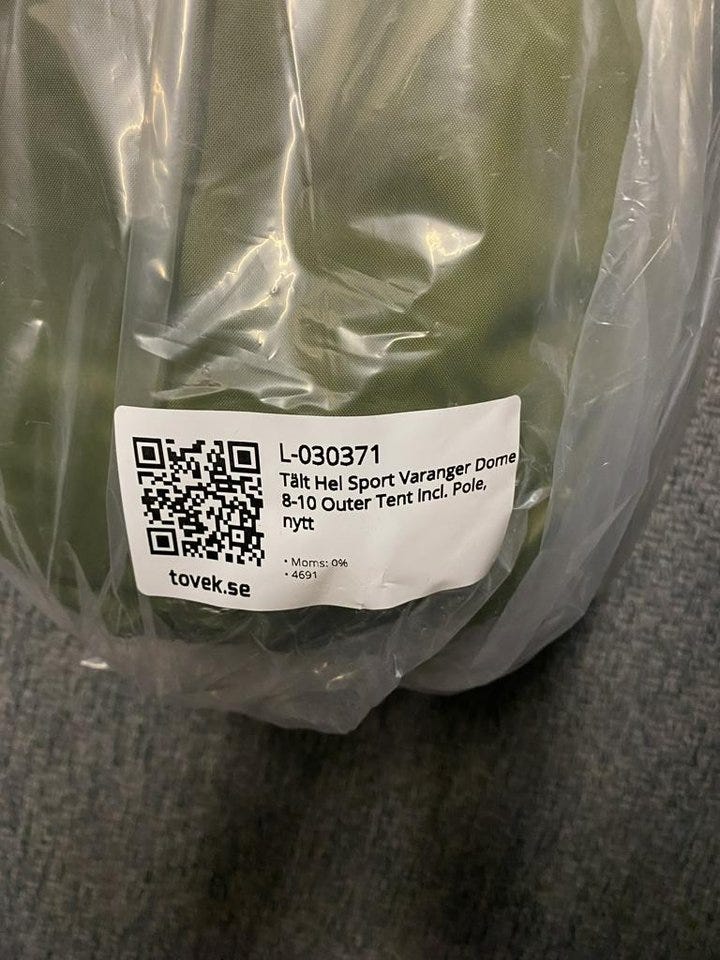 L-030371
Tält Hel Sport Varanger Dome
8-10 Outer Tent Incl. Pole,
nytt
• Moms: 0%
• 4691
tovek.se